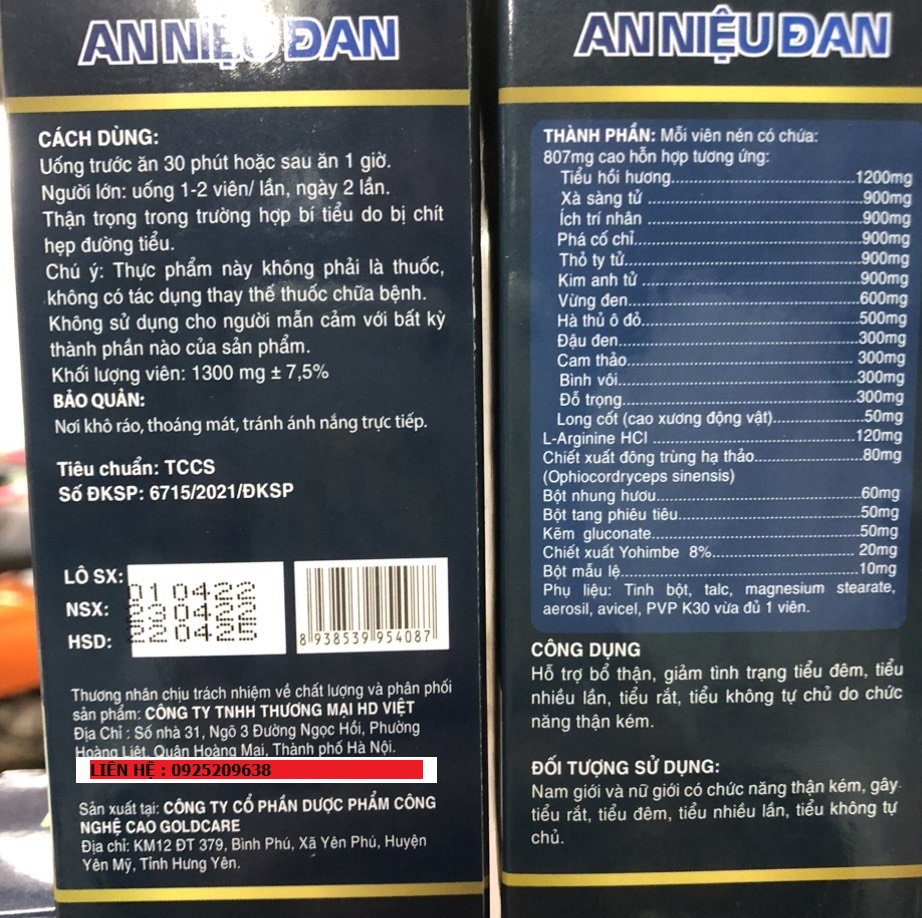 AN NIỆU ĐAN
CÁCH DÙNG:
Uống trước ăn 30 phút hoặc sau ăn 1 giờ.
Người lớn: uống 1-2 viên/ lần, ngày 2 lần.
Thận trọng trong trường hợp bí tiểu do bị chít
hẹp đường tiểu.
Chú ý: Thực phẩm này không phải là thuốc,
không có tác dụng thay thế thuốc chữa bệnh.
Không sử dụng cho người mẫn cảm với bất kỳ
thành phần nào của sản phẩm.
Khối lượng viên: 1300 mg ± 7,5%
BẢO QUẢN:
Nơi khô ráo, thoáng mát, tránh ánh nắng trực tiếp.
Tiêu chuẩn: TCCS
Số ĐKSP: 6715/2021/ĐKSP
LÔ SX: 010422
NSX: 230422
HSD: 220425
8 938539 954087
Thương nhân chịu trách nhiệm về chất lượng và phân phối
sản phẩm: CÔNG TY TNHH THƯƠNG MẠI HD VIỆT
Địa Chỉ : Số nhà 31, Ngõ 3 Đường Ngọc Hồi, Phường
Hoàng Liệt, Quận Hoàng Mai, Thành phố Hà Nội.
LIÊN HỆ : 0925209638
Sản xuất tại: CÔNG TY CỔ PHẦN DƯỢC PHẨM CÔNG
NGHỆ CAO GOLDCARE
Địa chỉ: KM12 ĐT 379, Bình Phú, Xã Yên Phú, Huyện
Yên Mỹ, Tỉnh Hưng Yên.
AN NIỆU ĐAN
THÀNH PHẦN: Mỗi viên nén có chứa:
807mg cao hỗn hợp tương ứng:
Tiểu hồi hương..............................1200mg
Xà sàng tử ..............................900mg
Ích trí nhân ..............................900mg
Phá cố chỉ..............................900mg
Thỏ ty tử..............................900mg
Kim anh tử ..............................900mg
Vừng đen..............................600mg
Hà thủ ô đỏ..............................500mg
Đậu đen..............................300mg
Cam thảo.............................. 300mg
Bình vôi..............................300mg
Đỗ trọng..............................300mg
Long cốt (cao xương động vật)..............50mg
L-Arginine HCl ..............................120mg
Chiết xuất đông trùng hạ thảo....................80mg
(Ophiocordryceps sinensis)
Bột nhung hươu..............................60mg
Bột tang phiêu tiêu..............................50mg
Kẽm gluconate..............................50mg
Chiết xuất Yohimbe 8%.......................... 20mg
Bột mẫu lệ..............................10mg
Phụ liệu: Tinh bột, talc, magnesium stearate,
aerosil, avicel, PVP K30 vừa đủ 1 viên.
CÔNG DỤNG
Hỗ trợ bổ thận, giảm tình trạng tiểu đêm, tiểu
nhiều lần, tiểu rắt, tiểu không tự chủ do chức
năng thận kém.
ĐỐI TƯỢNG SỬ DỤNG:
Nam giới và nữ giới có chức năng thận kém, gây
tiểu rắt, tiểu đêm, tiểu nhiều lần, tiểu không tự
chủ.